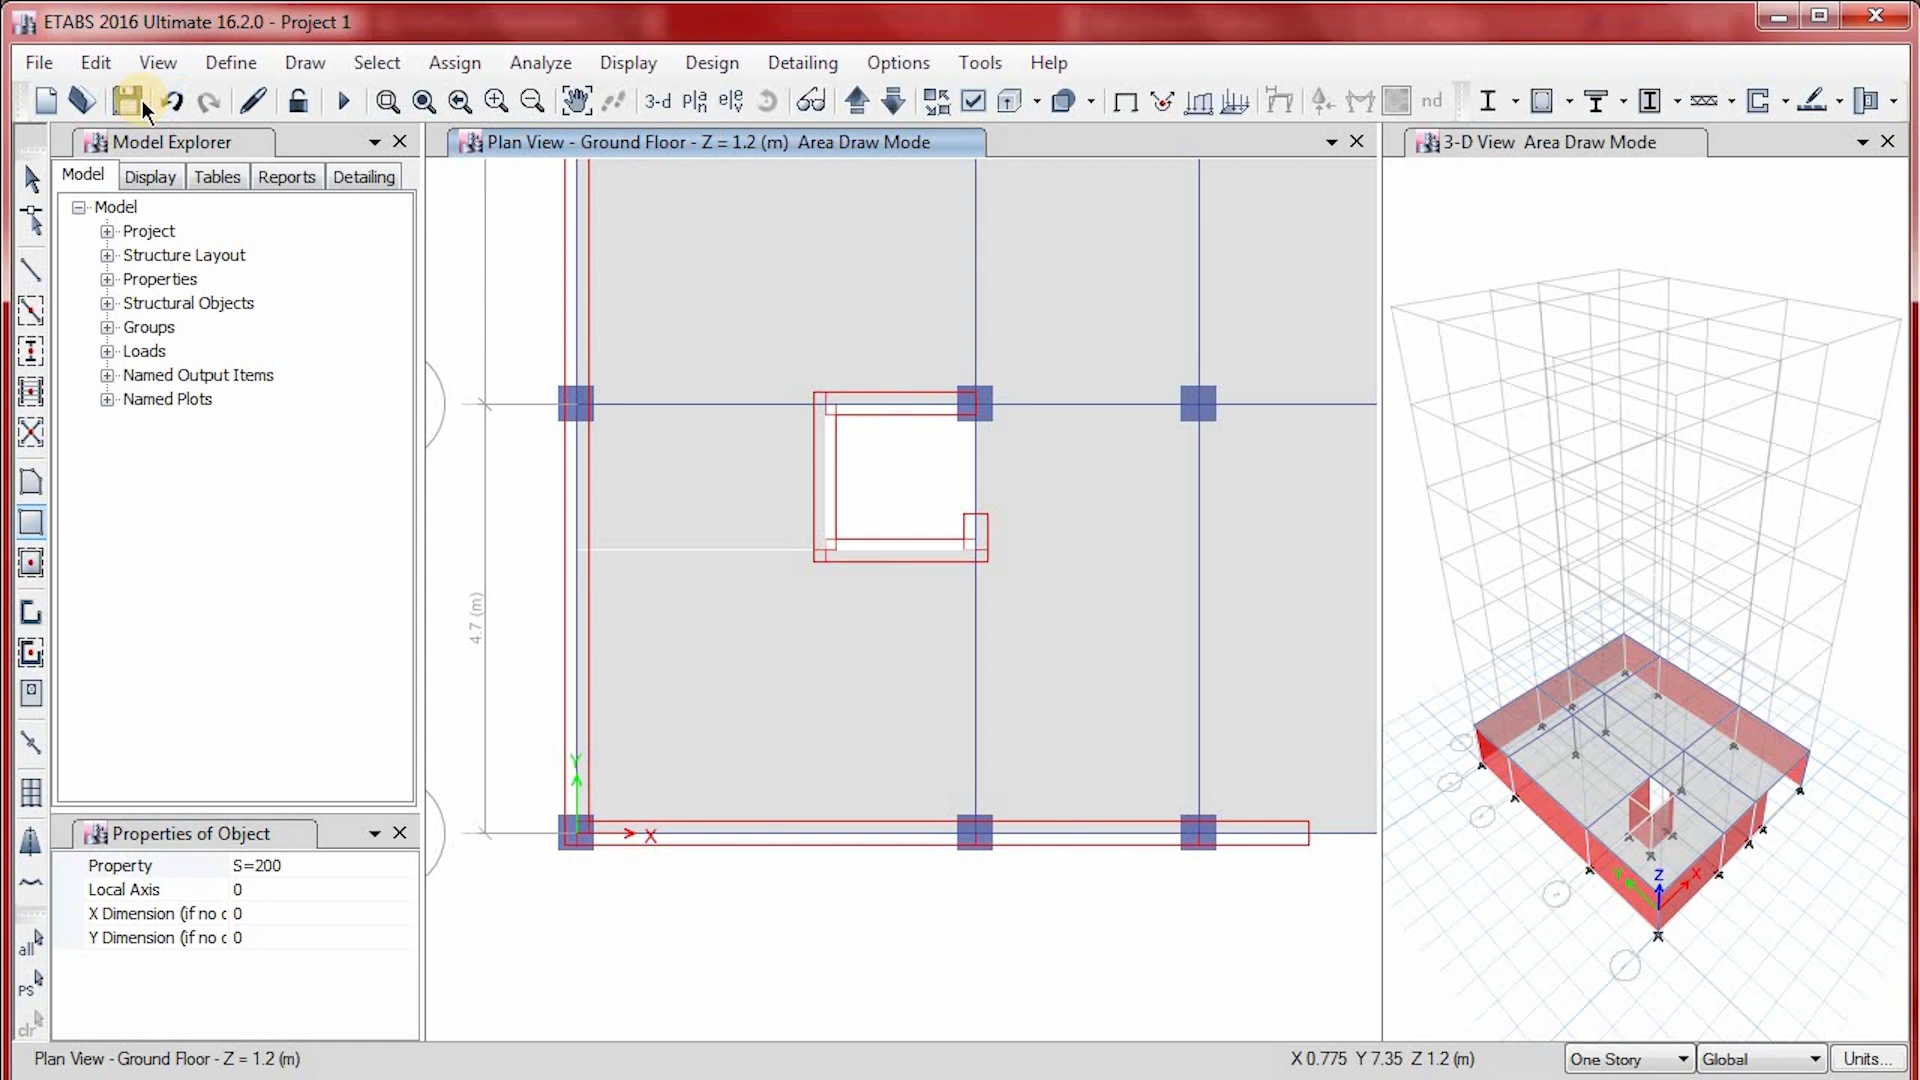 ETABS 2016 Ultimate 16.2.0 - Project 1
File Edit View Define Draw Select Assign Analyze Display Design Detailing Options Tools Help
3-d pla ele nd
Model Explorer
Plan View - Ground Floor - Z = 1.2 (m) Area Draw Mode
3-D View Area Draw Mode
Model Display Tables Reports Detailing
Model
Project
Structure Layout
Properties
Structural Objects
Groups
Loads
Named Output Items
Named Plots
4.7 (m)
Y
X
Z
Y
X
Properties of Object
Property S=200
Local Axis 0
X Dimension (if no c 0
Y Dimension (if no c 0
all
PS
clr
Plan View - Ground Floor - Z = 1.2 (m)
X 0.775 Y 7.35 Z 1.2 (m)
One Story
Global
Units...